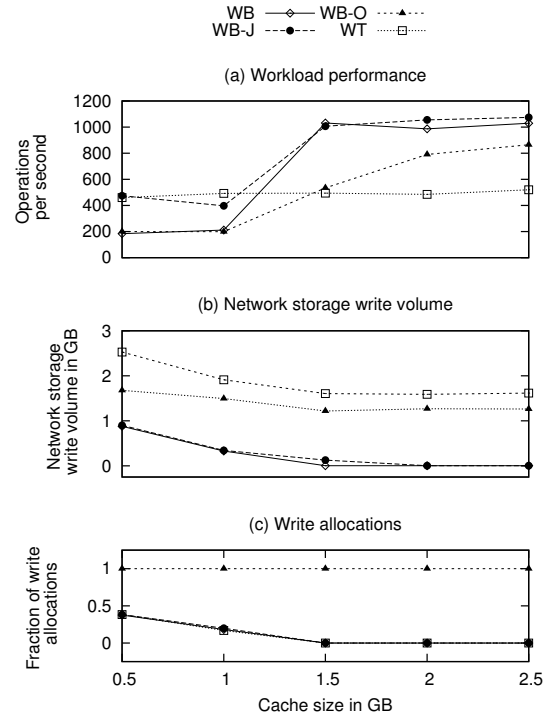 WB WB-O
WB-J WT
(a) Workload performance
1200
1000
800
600
400
200
0
Operations
per second
(b) Network storage write volume
3
2
1
0
Network storage
write volume in GB
(c) Write allocations
1
0.5
0
Fraction of write
allocations
0.5 1 1.5 2 2.5
Cache size in GB